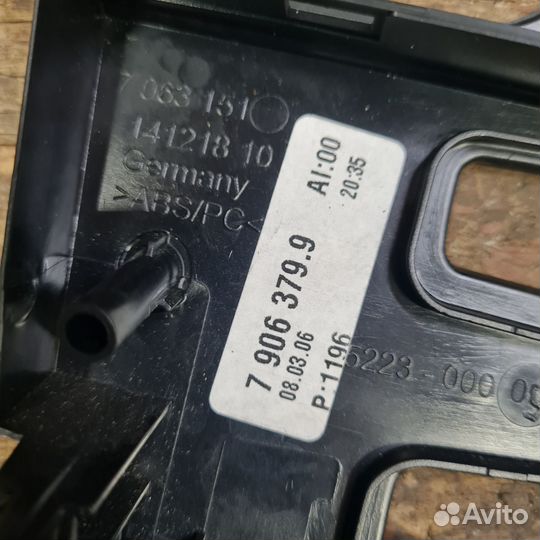 7 063 151
141218 10
Germany
>ABS/PC<
AI:00
20:35
7 906 379.9
08.03.06
P:1196
6223-000 09
Avito